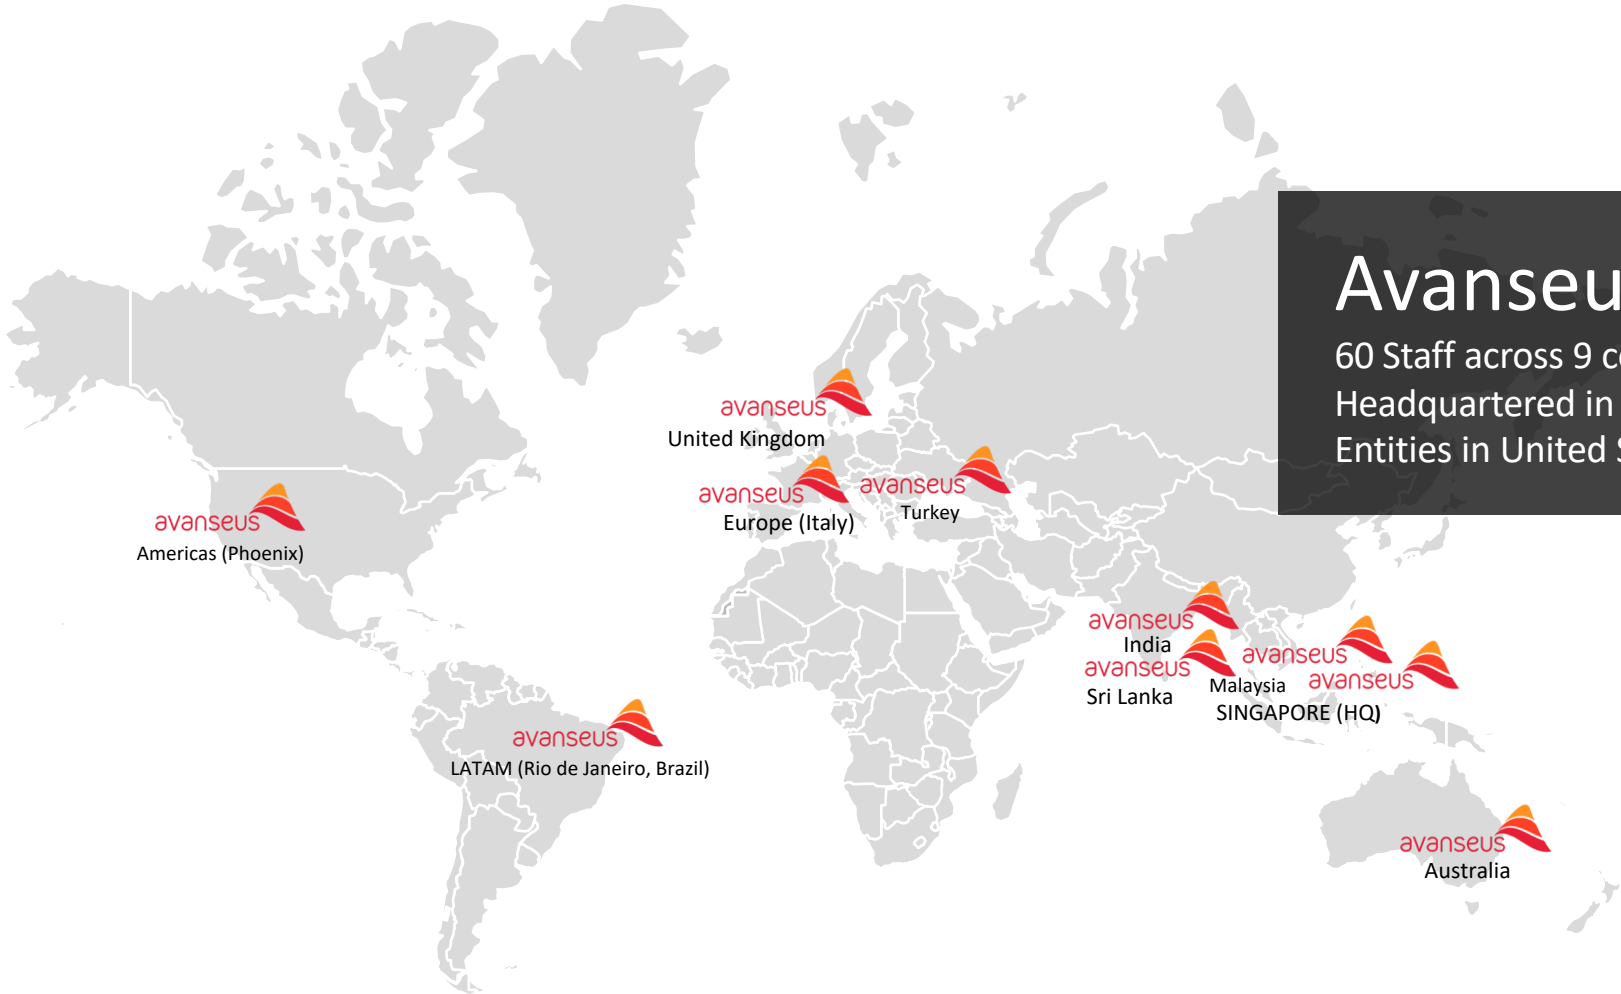 Avanseu
60 Staff across 9 c
Headquartered in
Entities in United S
avanseus
United Kingdom
avanseus
Europe (Italy)
avanseus
Turkey
avanseus
Americas (Phoenix)
avanseus
India
avanseus
Sri Lanka
avanseus
Malaysia
avanseus
SINGAPORE (HQ)
avanseus
LATAM (Rio de Janeiro, Brazil)
avanseus
Australia